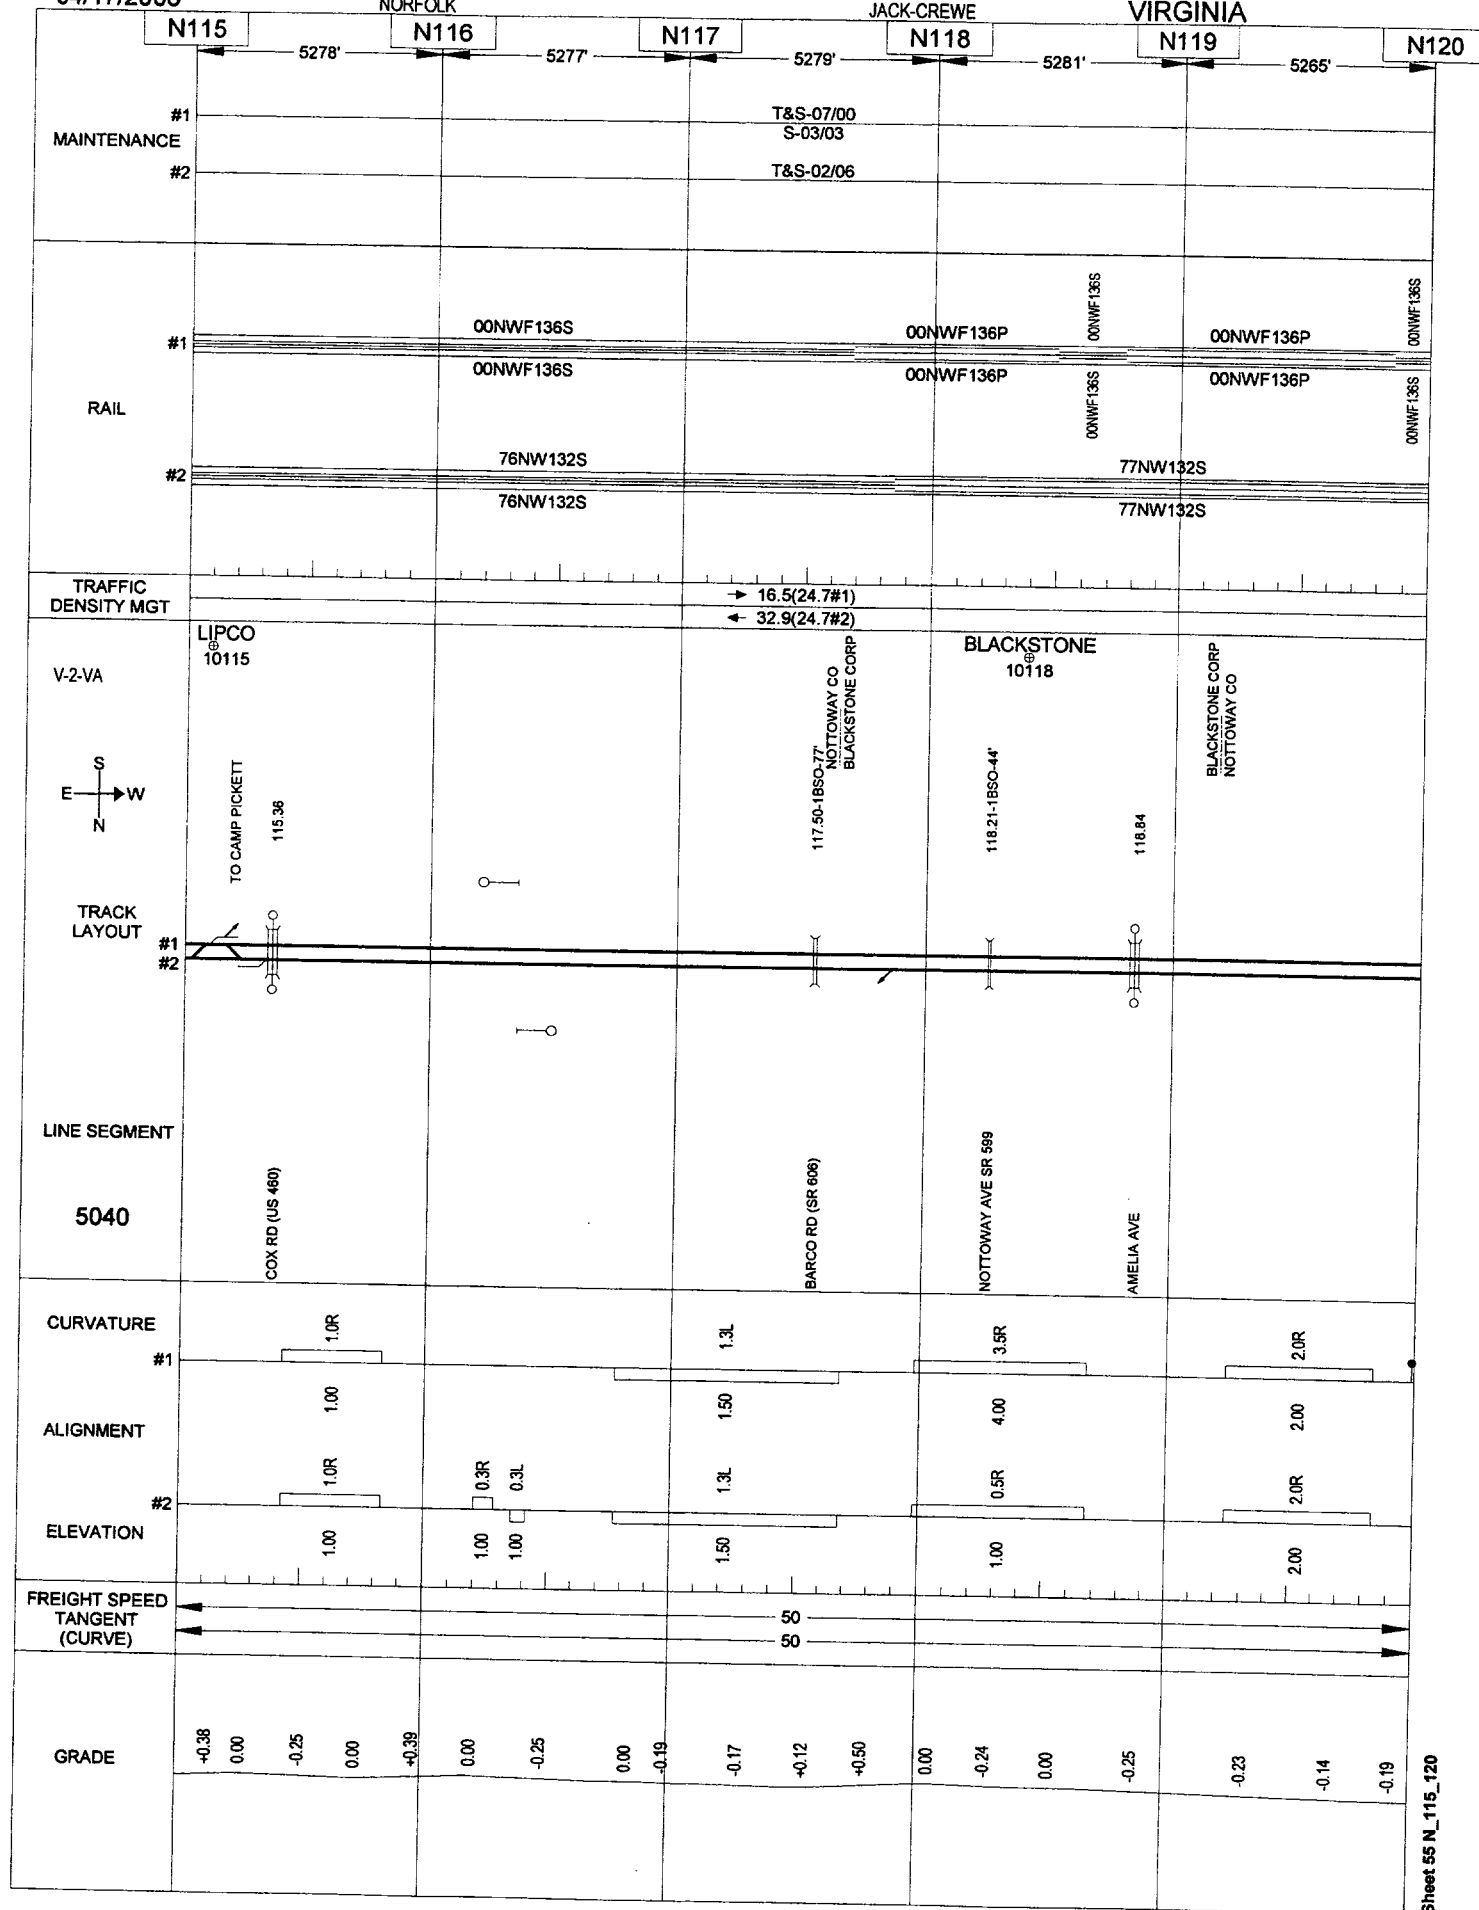 NORFOLK
JACK-CREWE
VIRGINIA
N115
N116
N117
N118
N119
N120
5278'
5277'
5279'
5281'
5265'
MAINTENANCE
#1
T&S-07/00
S-03/03
#2
T&S-02/06
RAIL
#1
00NWF136S
00NWF136S
00NWF136P
00NWF136P
00NWF136S
00NWF136S
00NWF136P
00NWF136P
00NWF136S
00NWF136S
#2
76NW132S
76NW132S
77NW132S
77NW132S
TRAFFIC
DENSITY MGT
16.5(24.7#1)
32.9(24.7#2)
LIPCO
10115
BLACKSTONE
10118
V-2-VA
S
E
W
N
TO CAMP PICKETT
115.36
117.50-1BSO-77'
NOTTOWAY CO
BLACKSTONE CORP
118.21-1BSO-44'
118.84
BLACKSTONE CORP
NOTTOWAY CO
TRACK
LAYOUT
#1
#2
LINE SEGMENT
5040
COX RD (US 460)
BARCO RD (SR 606)
NOTTOWAY AVE SR 599
AMELIA AVE
CURVATURE
#1
1.0R
1.3L
3.5R
2.0R
1.00
1.50
4.00
2.00
ALIGNMENT
#2
1.0R
0.3R
0.3L
1.3L
0.5R
2.0R
ELEVATION
1.00
1.00
1.00
1.50
1.00
2.00
FREIGHT SPEED
TANGENT
(CURVE)
50
50
GRADE
+0.38
0.00
-0.25
0.00
+0.39
0.00
-0.25
0.00
-0.19
-0.17
+0.12
+0.50
0.00
-0.24
0.00
-0.25
-0.23
-0.14
-0.19
Sheet 55 N_115_120